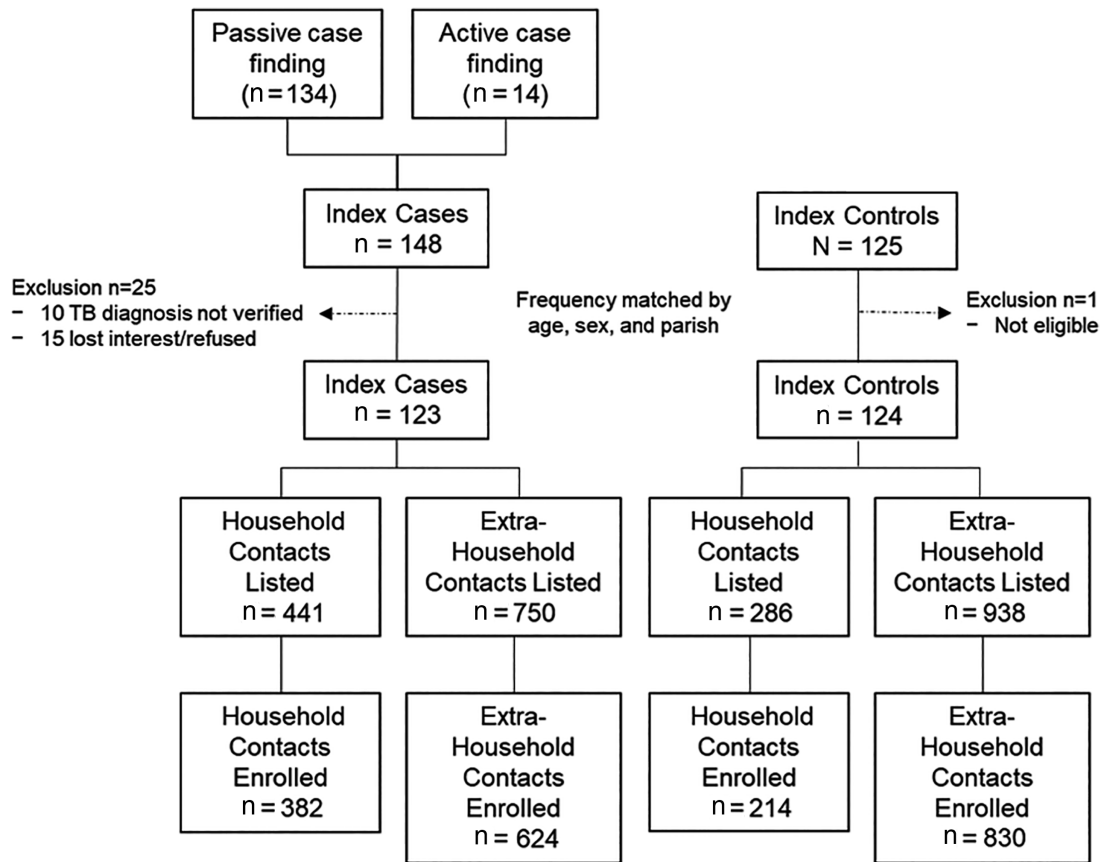 Passive case
finding
(n=134)
Active case
finding
(n=14)
Index Cases
n = 148
Index Controls
N = 125
Exclusion n=25
− 10 TB diagnosis not verified
− 15 lost interest/refused
Frequency matched by
age, sex, and parish
Exclusion n=1
− Not eligible
Index Cases
n = 123
Index Controls
n = 124
Household
Contacts
Listed
n = 441
Extra-
Household
Contacts Listed
n = 750
Household
Contacts
Listed
n = 286
Extra-
Household
Contacts Listed
n = 938
Household
Contacts
Enrolled
n = 382
Extra-
Household
Contacts
Enrolled
n = 624
Household
Contacts
Enrolled
n = 214
Extra-
Household
Contacts
Enrolled
n = 830